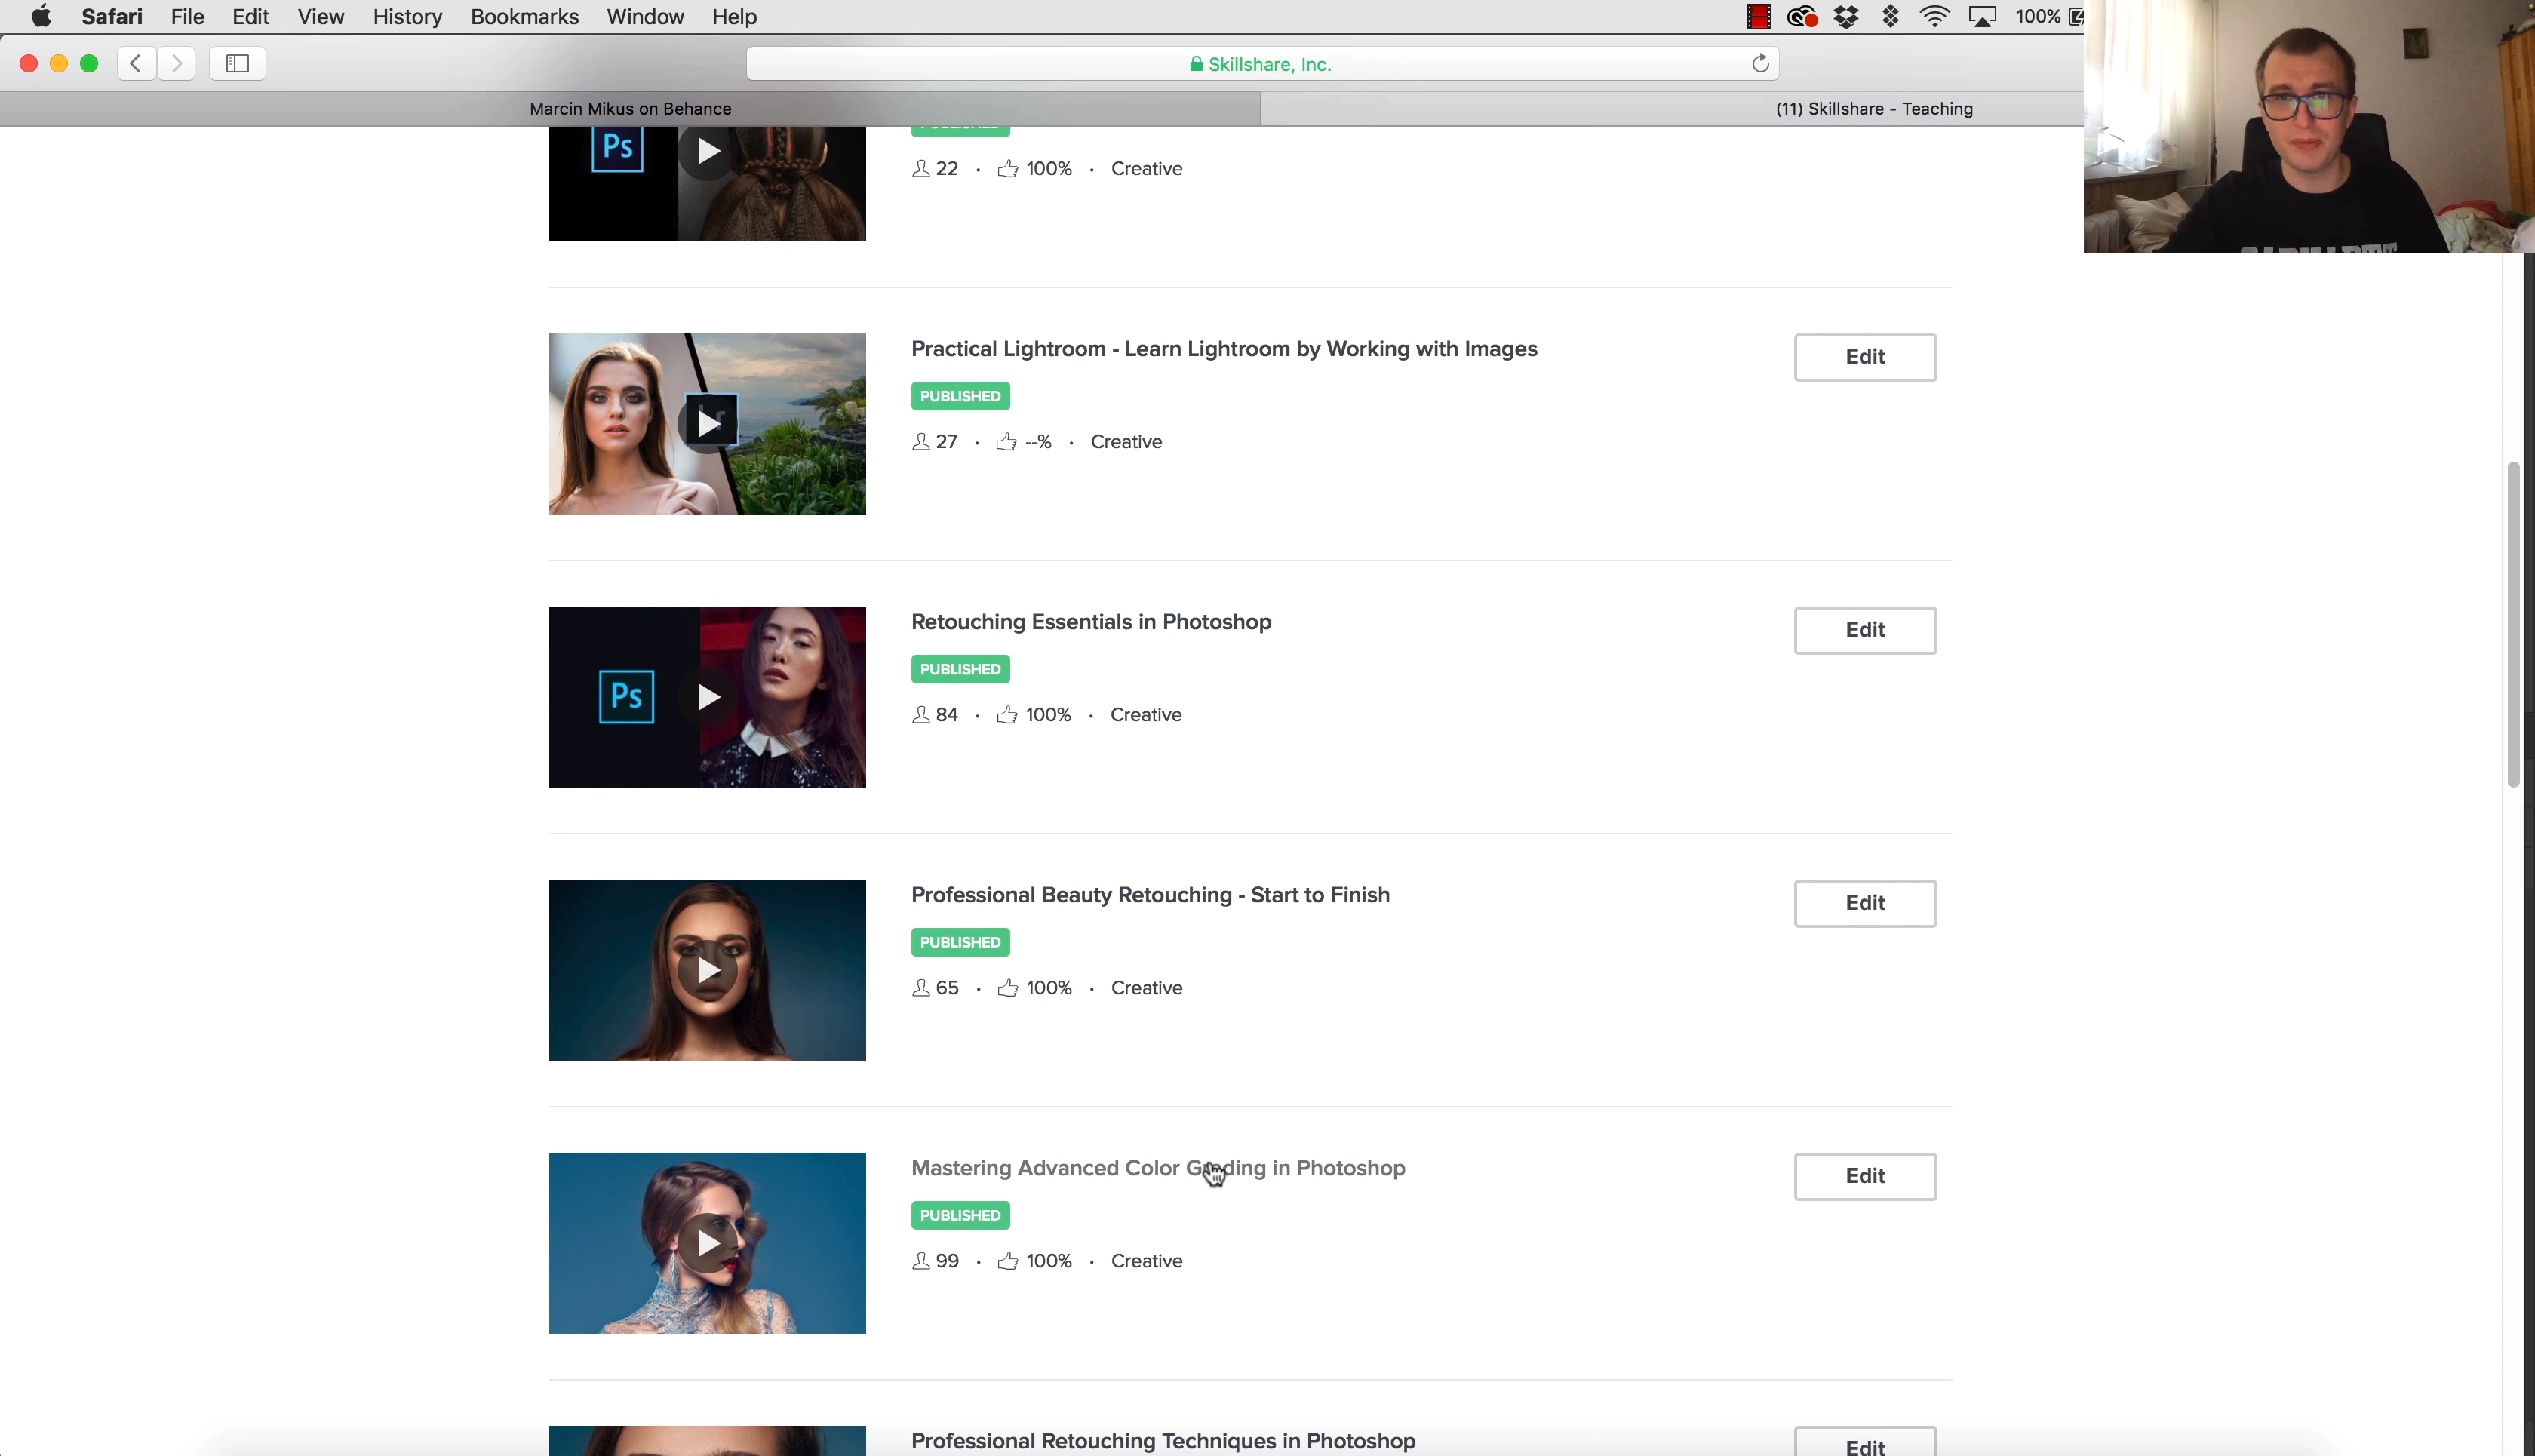 Safari File Edit View History Bookmarks Window Help 100%
Skillshare, Inc.
Marcin Mikus on Behance (11) Skillshare - Teaching
Ps
22 · 100% · Creative
Practical Lightroom - Learn Lightroom by Working with Images Edit
PUBLISHED
27 · --% · Creative
Retouching Essentials in Photoshop Edit
PUBLISHED
Ps
84 · 100% · Creative
Professional Beauty Retouching - Start to Finish Edit
PUBLISHED
65 · 100% · Creative
Mastering Advanced Color Grading in Photoshop Edit
PUBLISHED
99 · 100% · Creative
Professional Retouching Techniques in Photoshop Edit